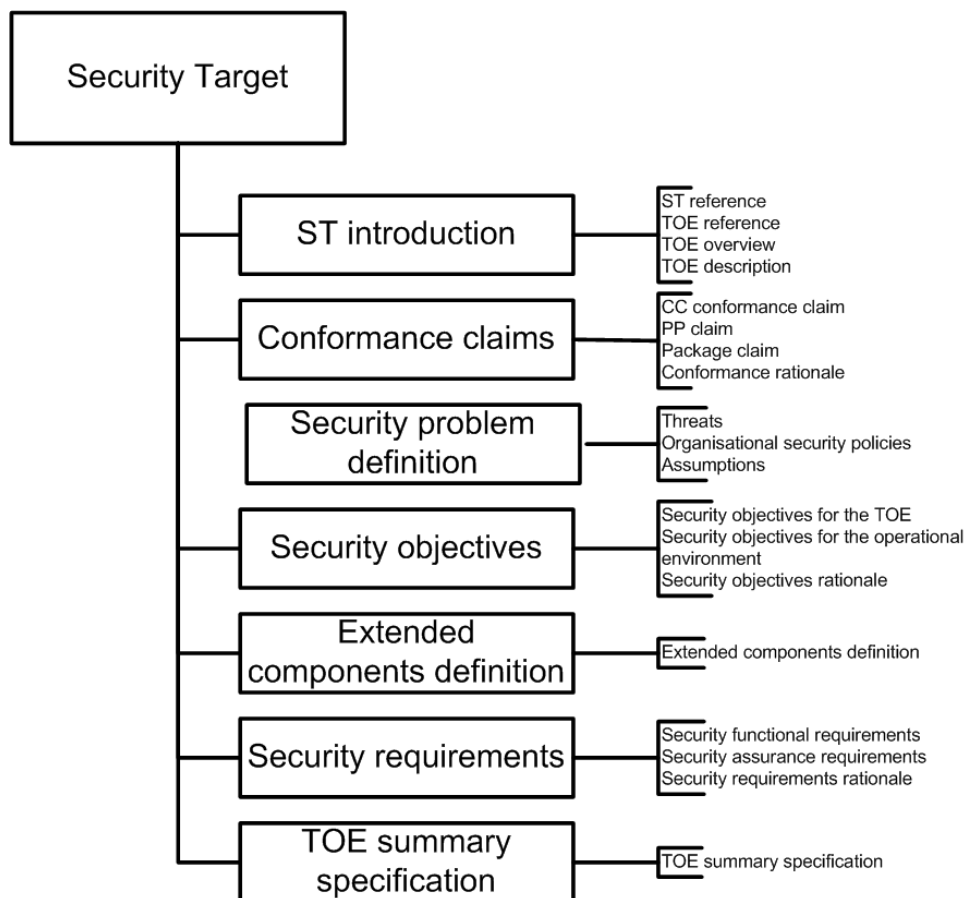 Security Target
ST introduction
ST reference
TOE reference
TOE overview
TOE description
Conformance claims
CC conformance claim
PP claim
Package claim
Conformance rationale
Security problem
definition
Threats
Organisational security policies
Assumptions
Security objectives
Security objectives for the TOE
Security objectives for the operational
environment
Security objectives rationale
Extended
components definition
Extended components definition
Security requirements
Security functional requirements
Security assurance requirements
Security requirements rationale
TOE summary
specification
TOE summary specification